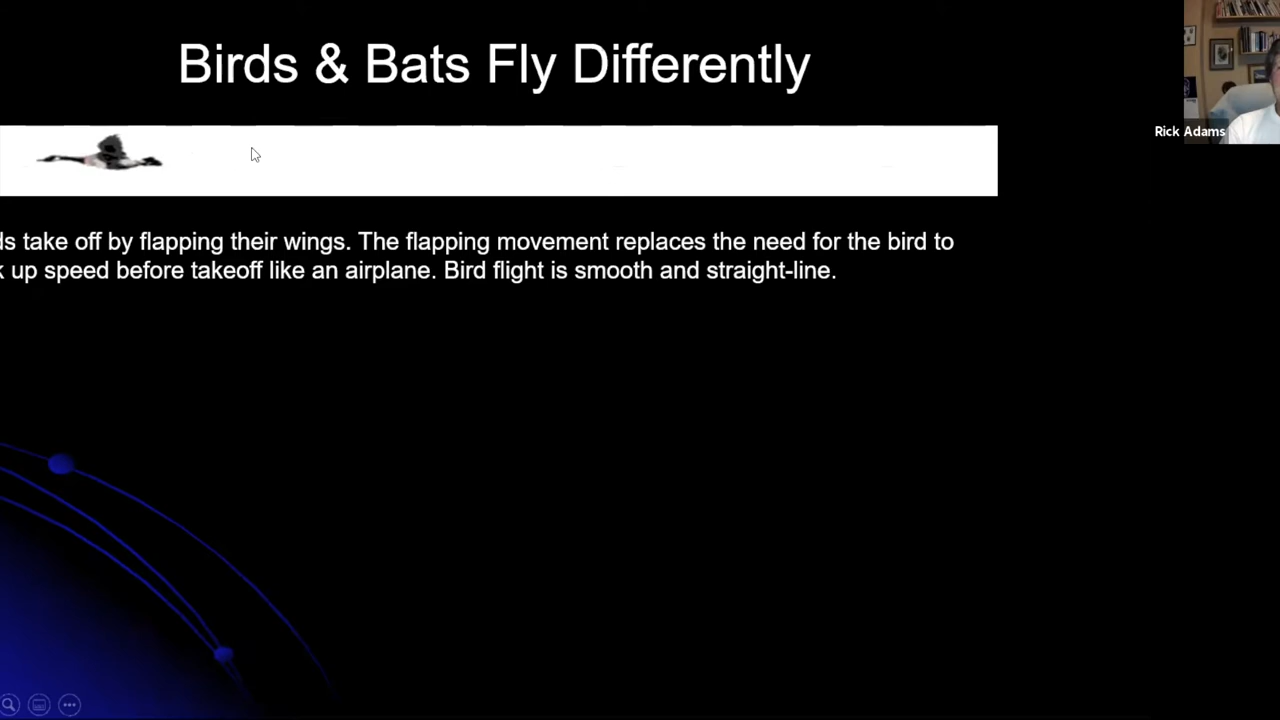 Birds & Bats Fly Differently
Rick Adams
ds take off by flapping their wings. The flapping movement replaces the need for the bird to
k up speed before takeoff like an airplane. Bird flight is smooth and straight-line.